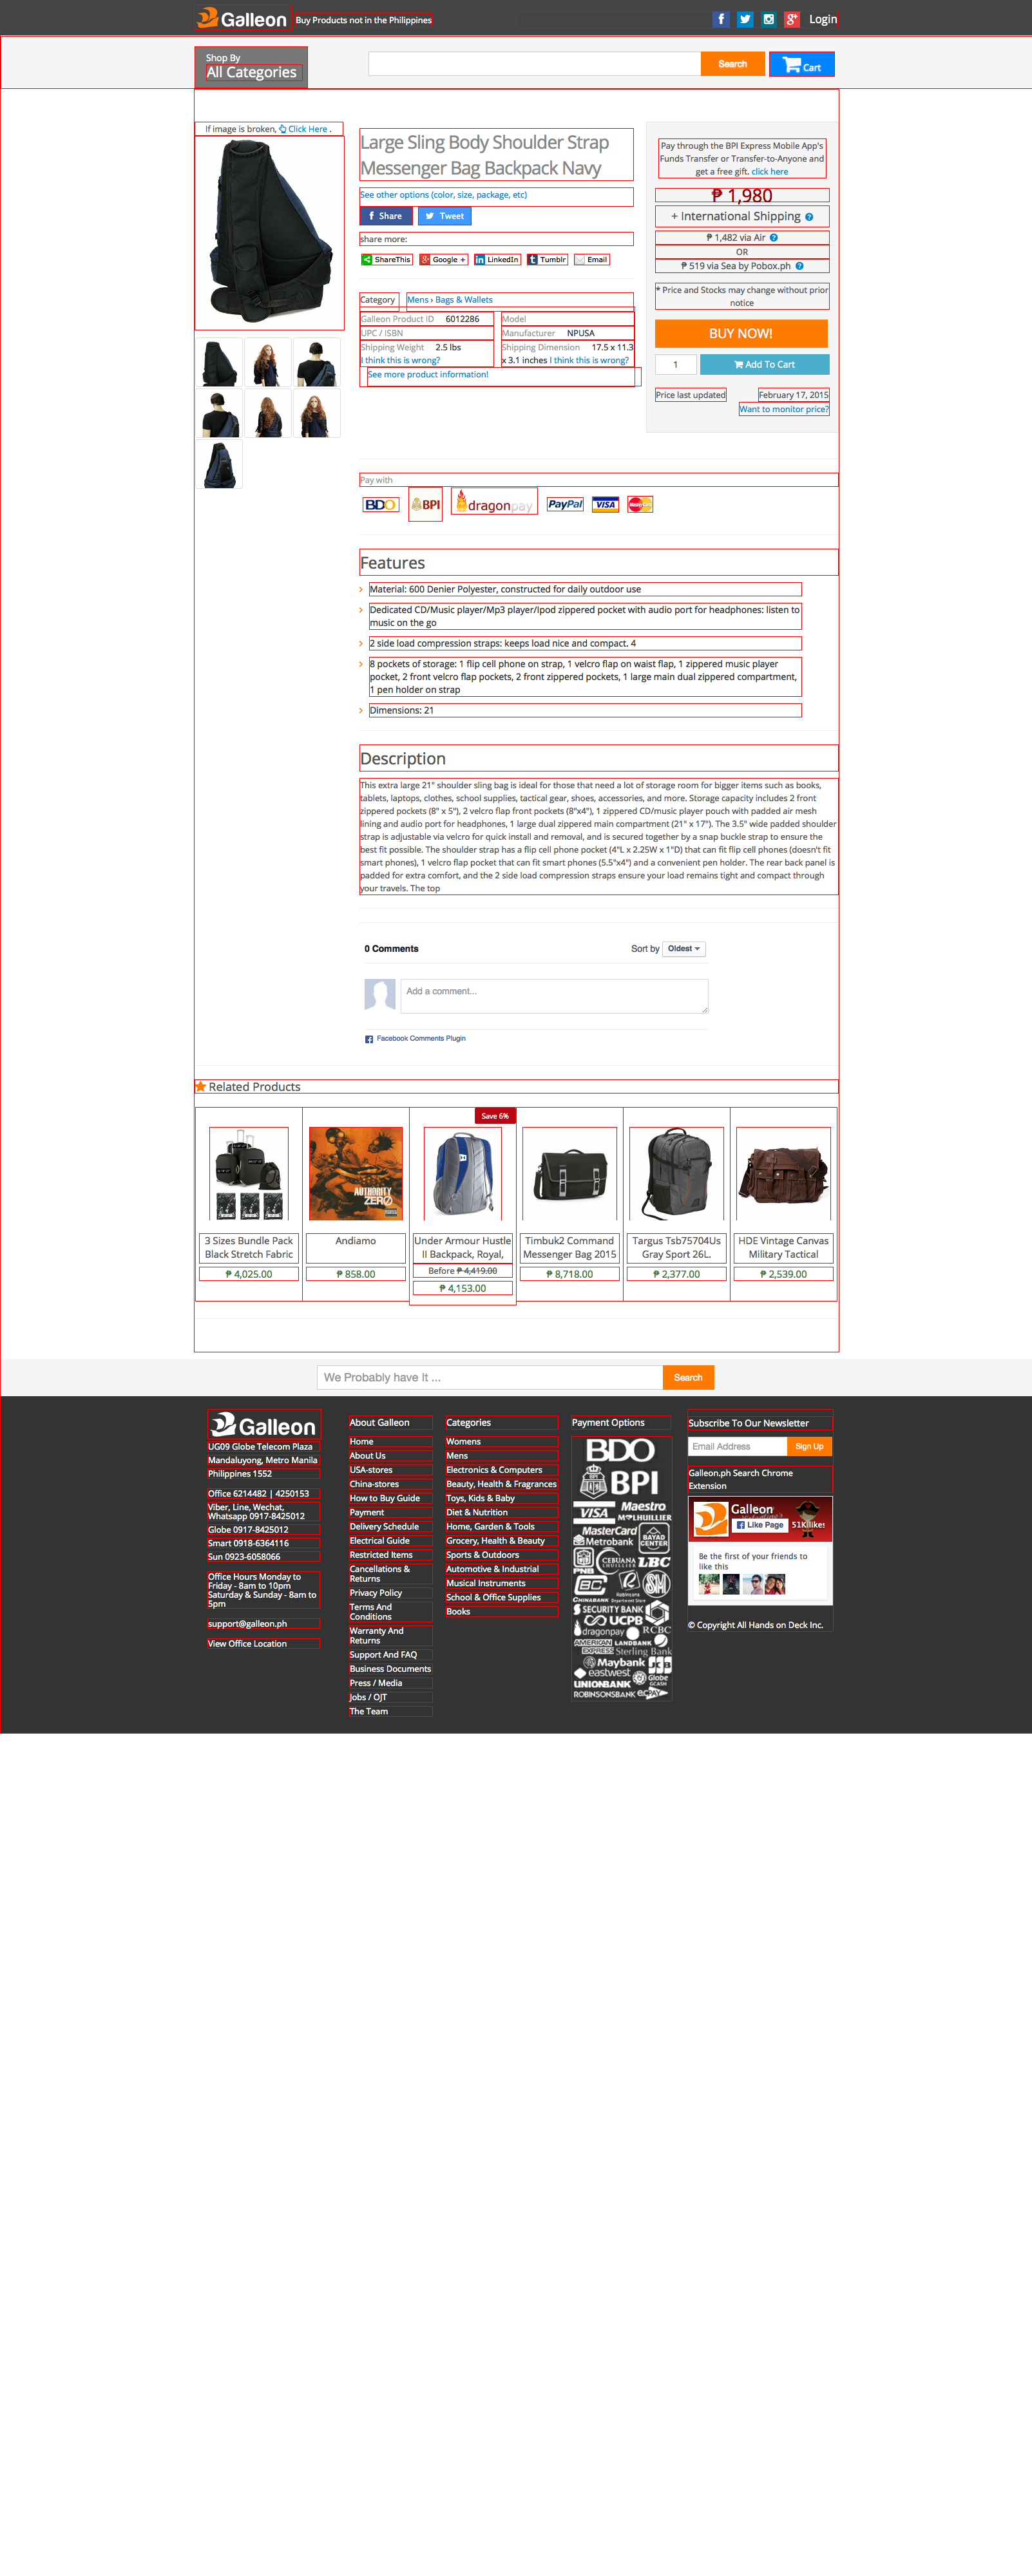 Galleon
Buy Products not in the Philippines
Login
Shop By
All Categories
Search
Cart
If image is broken, Click Here .
Large Sling Body Shoulder Strap
Messenger Bag Backpack Navy
See other options (color, size, package, etc)
Share
Tweet
share more:
ShareThis
Google +
LinkedIn
Tumblr
Email
Category
Mens › Bags & Wallets
Galleon Product ID 6012286
Model
UPC / ISBN
Manufacturer NPUSA
Shipping Weight 2.5 lbs
I think this is wrong?
Shipping Dimension 17.5 x 11.3
x 3.1 inches I think this is wrong?
See more product information!
Pay through the BPI Express Mobile App's
Funds Transfer or Transfer-to-Anyone and
get a free gift. click here
₱ 1,980
+ International Shipping
₱ 1,482 via Air
OR
₱ 519 via Sea by Pobox.ph
* Price and Stocks may change without prior
notice
BUY NOW!
1
Add To Cart
Price last updated
February 17, 2015
Want to monitor price?
Pay with
BDO
BPI
dragonpay
PayPal
VISA
MasterCard
Features
Material: 600 Denier Polyester, constructed for daily outdoor use
Dedicated CD/Music player/Mp3 player/Ipod zippered pocket with audio port for headphones: listen to
music on the go
2 side load compression straps: keeps load nice and compact. 4
8 pockets of storage: 1 flip cell phone on strap, 1 velcro flap on waist flap, 1 zippered music player
pocket, 2 front velcro flap pockets, 2 front zippered pockets, 1 large main dual zippered compartment,
1 pen holder on strap
Dimensions: 21
Description
This extra large 21" shoulder sling bag is ideal for those that need a lot of storage room for bigger items such as books,
tablets, laptops, clothes, school supplies, tactical gear, shoes, accessories, and more. Storage capacity includes 2 front
zippered pockets (8" x 5"), 2 velcro flap front pockets (8"x4"), 1 zippered CD/music player pouch with padded air mesh
lining and audio port for headphones, 1 large dual zippered main compartment (21" x 17"). The 3.5" wide padded shoulder
strap is adjustable via velcro for quick install and removal, and is secured together by a snap buckle strap to ensure the
best fit possible. The shoulder strap has a flip cell phone pocket (4"L x 2.25W x 1"D) that can fit flip cell phones (doesn't fit
smart phones), 1 velcro flap pocket that can fit smart phones (5.5"x4") and a convenient pen holder. The rear back panel is
padded for extra comfort, and the 2 side load compression straps ensure your load remains tight and compact through
your travels. The top
0 Comments
Sort by Oldest
Add a comment...
Facebook Comments Plugin
Related Products
Save 6%
AUTHORITY
ZERO
3 Sizes Bundle Pack
Black Stretch Fabric
₱ 4,025.00
Andiamo
₱ 858.00
Under Armour Hustle
II Backpack, Royal,
Before ₱ 4,419.00
₱ 4,153.00
Timbuk2 Command
Messenger Bag 2015
₱ 8,718.00
Targus Tsb75704Us
Gray Sport 26L.
₱ 2,377.00
HDE Vintage Canvas
Military Tactical
₱ 2,539.00
We Probably have It ...
Search
Galleon
UG09 Globe Telecom Plaza
Mandaluyong, Metro Manila
Philippines 1552
Office 6214482 | 4250153
Viber, Line, Wechat,
Whatsapp 0917-8425012
Globe 0917-8425012
Smart 0918-6364116
Sun 0923-6058066
Office Hours Monday to
Friday - 8am to 10pm
Saturday & Sunday - 8am to
5pm
support@galleon.ph
View Office Location
About Galleon
Home
About Us
USA-stores
China-stores
How to Buy Guide
Payment
Delivery Schedule
Electrical Guide
Restricted Items
Cancellations &
Returns
Privacy Policy
Terms And
Conditions
Warranty And
Returns
Support And FAQ
Business Documents
Press / Media
Jobs / OJT
The Team
Categories
Womens
Mens
Electronics & Computers
Beauty, Health & Fragrances
Toys, Kids & Baby
Diet & Nutrition
Home, Garden & Tools
Grocery, Health & Beauty
Sports & Outdoors
Automotive & Industrial
Musical Instruments
School & Office Supplies
Books
Payment Options
BDO
BPI
VISA
Maestro
MLHUILLIER
MasterCard
Metrobank
BAYAD
CENTER
PNB
CEBUANA
LHUILLIER
LBC
EC
SM
CHINABANK
Department Store
Robinsons
SECURITY BANK
UCPB
dragonpay
RCBC
AMERICAN
EXPRESS
LANDBANK
Sterling Bank
Maybank
JCB
eastwest
Globe
GCASH
UNIONBANK
ROBINSONSBANK
Subscribe To Our Newsletter
Email Address
Sign Up
Galleon.ph Search Chrome
Extension
Galleon
Like Page
51K likes
Be the first of your friends to
like this
© Copyright All Hands on Deck Inc.